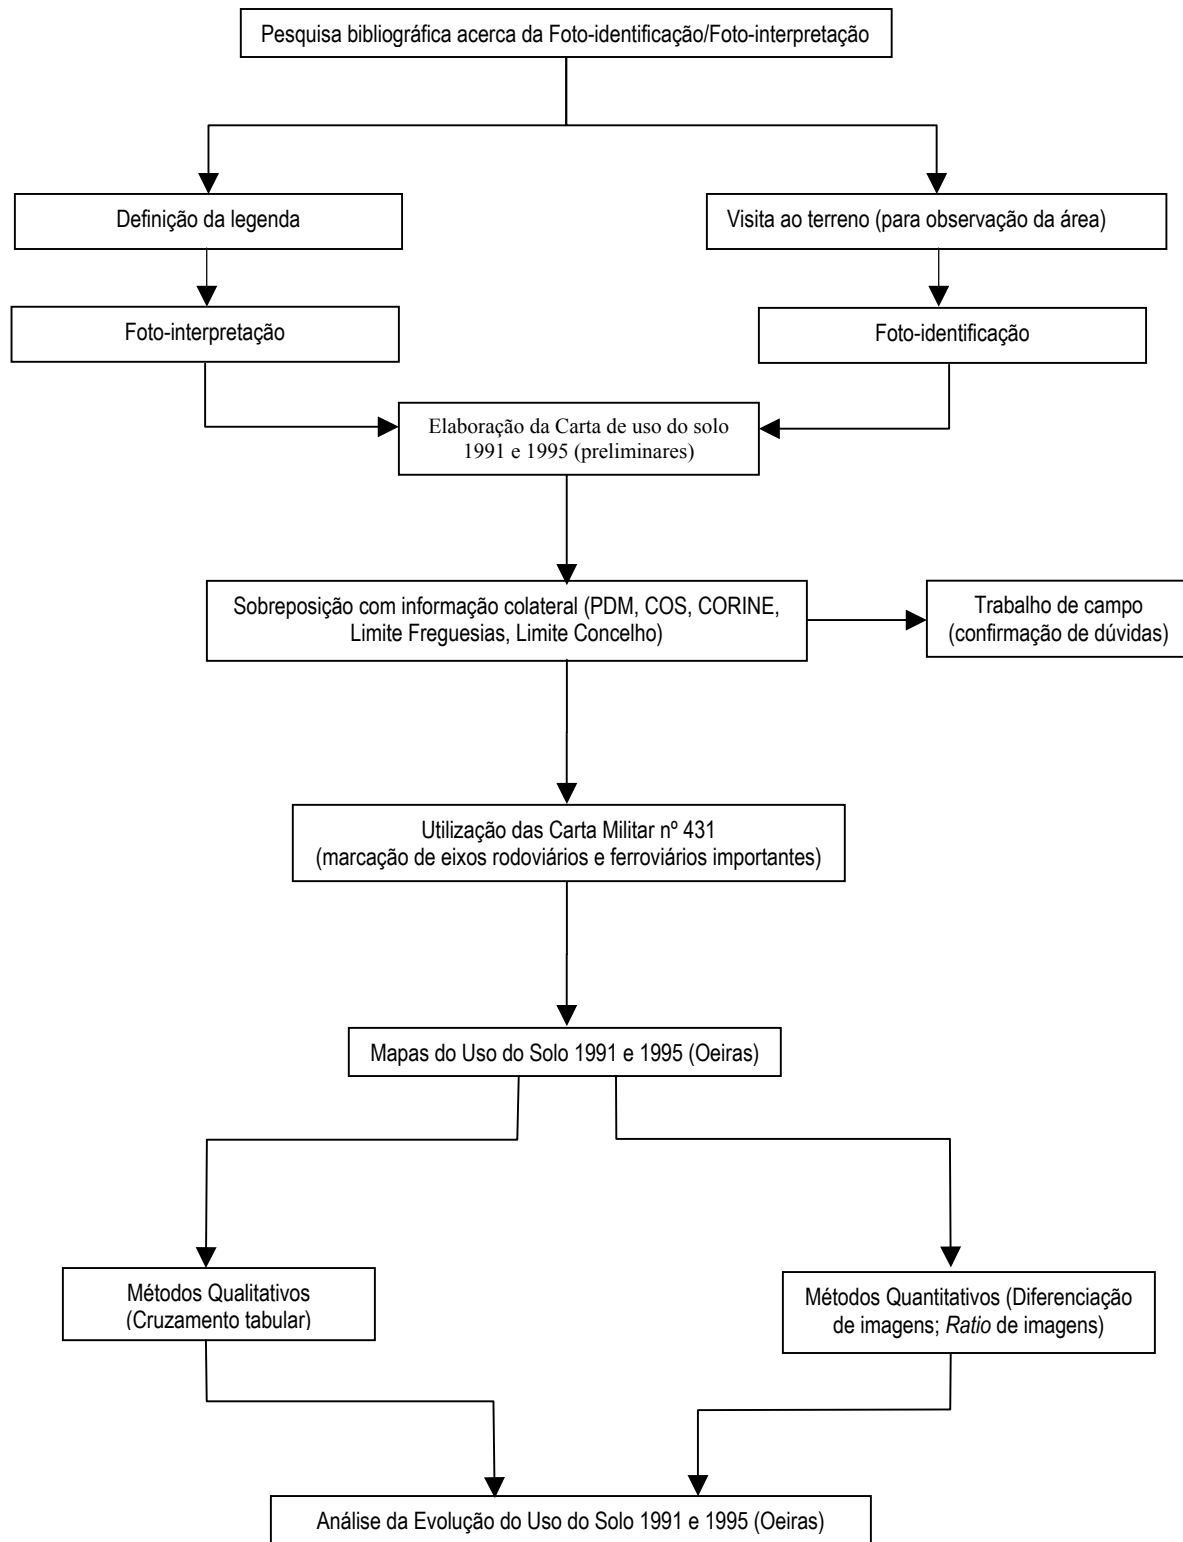 Pesquisa bibliográfica acerca da Foto-identificação/Foto-interpretação
Definição da legenda
Visita ao terreno (para observação da área)
Foto-interpretação
Foto-identificação
Elaboração da Carta de uso do solo
1991 e 1995 (preliminares)
Sobreposição com informação colateral (PDM, COS, CORINE,
Limite Freguesias, Limite Concelho)
Trabalho de campo
(confirmação de dúvidas)
Utilização das Carta Militar nº 431
(marcação de eixos rodoviários e ferroviários importantes)
Mapas do Uso do Solo 1991 e 1995 (Oeiras)
Métodos Qualitativos
(Cruzamento tabular)
Métodos Quantitativos (Diferenciação
de imagens; Ratio de imagens)
Análise da Evolução do Uso do Solo 1991 e 1995 (Oeiras)